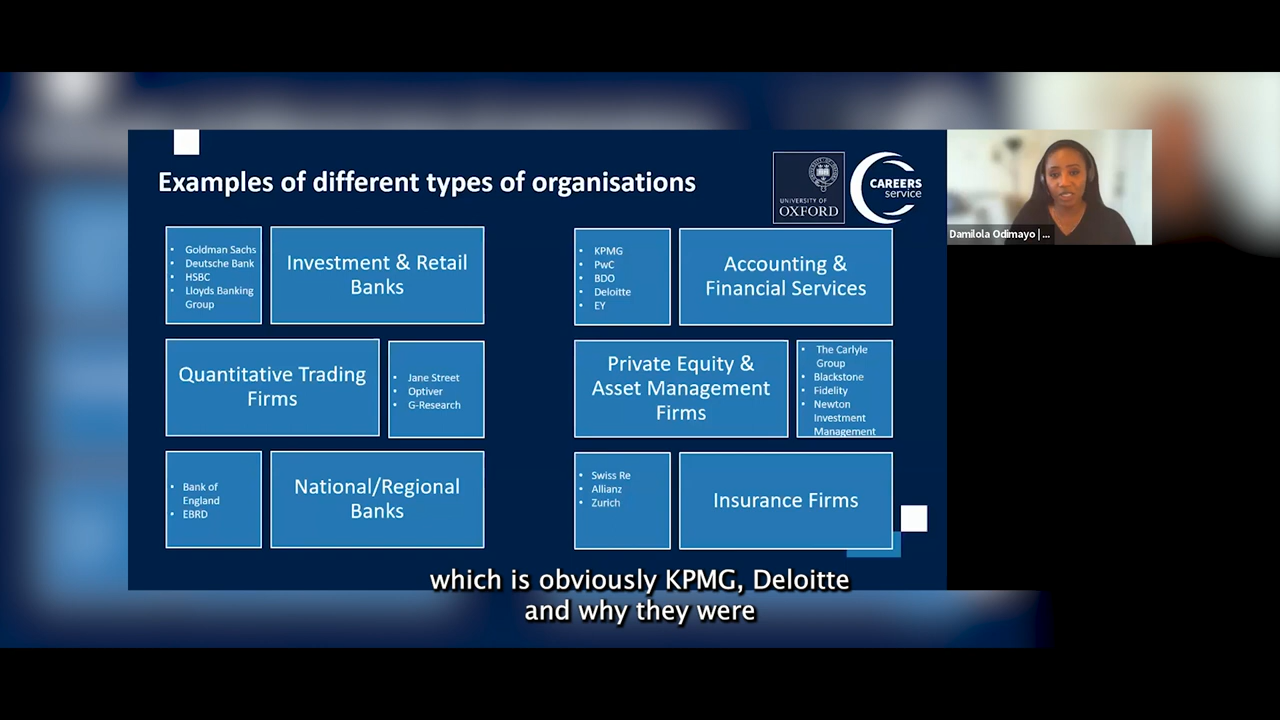 Examples of different types of organisations
UNIVERSITY OF
OXFORD
CAREERS
service
Damilola Odimayo | ...
• Goldman Sachs
• Deutsche Bank
• HSBC
• Lloyds Banking
Group
Investment & Retail
Banks
• KPMG
• PwC
• BDO
• Deloitte
• EY
Accounting &
Financial Services
Quantitative Trading
Firms
• Jane Street
• Optiver
• G-Research
Private Equity &
Asset Management
Firms
• The Carlyle
Group
• Blackstone
• Fidelity
• Newton
Investment
Management
• Bank of
England
• EBRD
National/Regional
Banks
• Swiss Re
• Allianz
• Zurich
Insurance Firms
which is obviously KPMG, Deloitte
and why they were